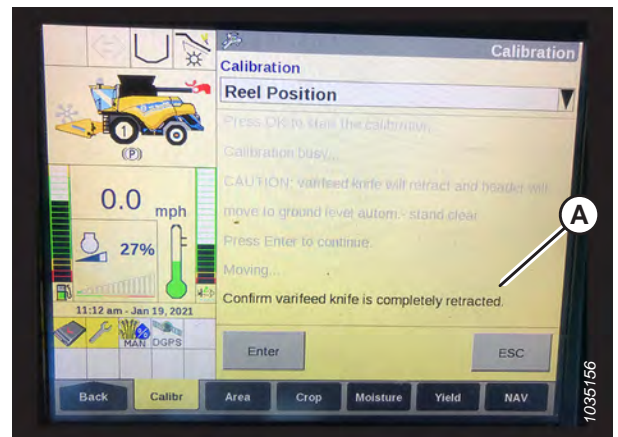 Calibration
Calibration
Reel Position
Press OK to start the calibration.
Calibration busy...
CAUTION: varifeed knife will retract and header will
move to ground level autom.- stand clear
Press Enter to continue.
Moving...
Confirm varifeed knife is completely retracted.
A
1
(P)
0.0 mph
27%
11:12 am - Jan 19, 2021
MAN DGPS
Enter ESC
Back Calibr Area Crop Moisture Yield NAV
1035156